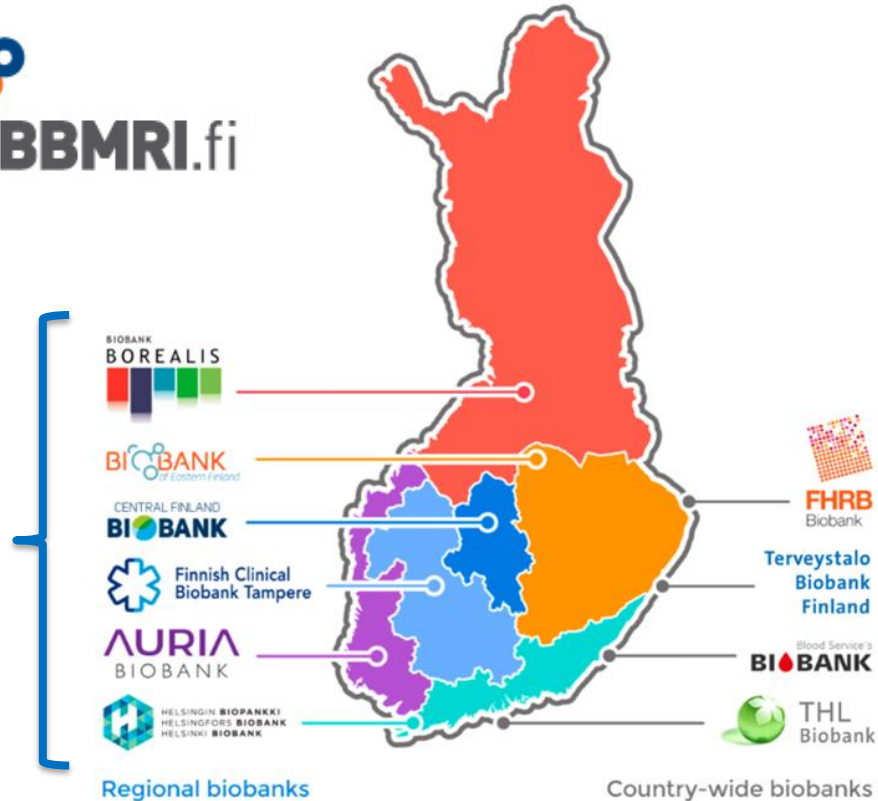 BBMRI.fi
BIOBANK
BOREALIS
BIOBANK
of Eastern Finland
CENTRAL FINLAND
BIOBANK
Finnish Clinical
Biobank Tampere
AURIA
BIOBANK
HELSINGIN BIOPANKKI
HELSINGFORS BIOBANK
HELSINKI BIOBANK
Regional biobanks
FHRB
Biobank
Terveystalo
Biobank
Finland
Blood Service's
BIOBANK
THL
Biobank
Country-wide biobanks